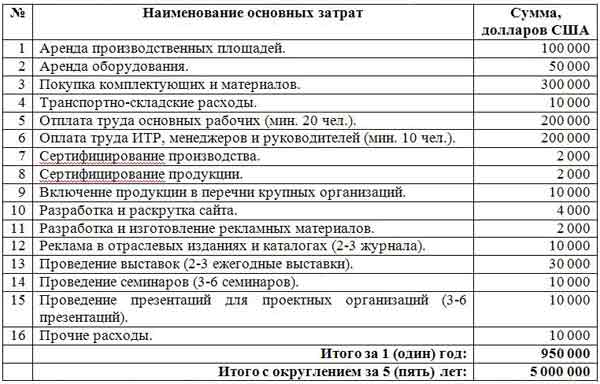 № Наименование основных затрат Сумма,
долларов США
1 Аренда производственных площадей. 100 000
2 Аренда оборудования. 50 000
3 Покупка комплектующих и материалов. 300 000
4 Транспортно-складские расходы. 10 000
5 Отплата труда основных рабочих (мин. 20 чел.). 200 000
6 Оплата труда ИТР, менеджеров и руководителей (мин. 10 чел.). 200 000
7 Сертифицирование производства. 2 000
8 Сертифицирование продукции. 2 000
9 Включение продукции в перечни крупных организаций. 10 000
10 Разработка и раскрутка сайта. 4 000
11 Разработка и изготовление рекламных материалов. 2 000
12 Реклама в отраслевых изданиях и каталогах (2-3 журнала). 10 000
13 Проведение выставок (2-3 ежегодные выставки). 30 000
14 Проведение семинаров (3-6 семинаров). 10 000
15 Проведение презентаций для проектных организаций (3-6 10 000
презентаций).
16 Прочие расходы. 10 000
Итого за 1 (один) год: 950 000
Итого с округлением за 5 (пять) лет: 5 000 000